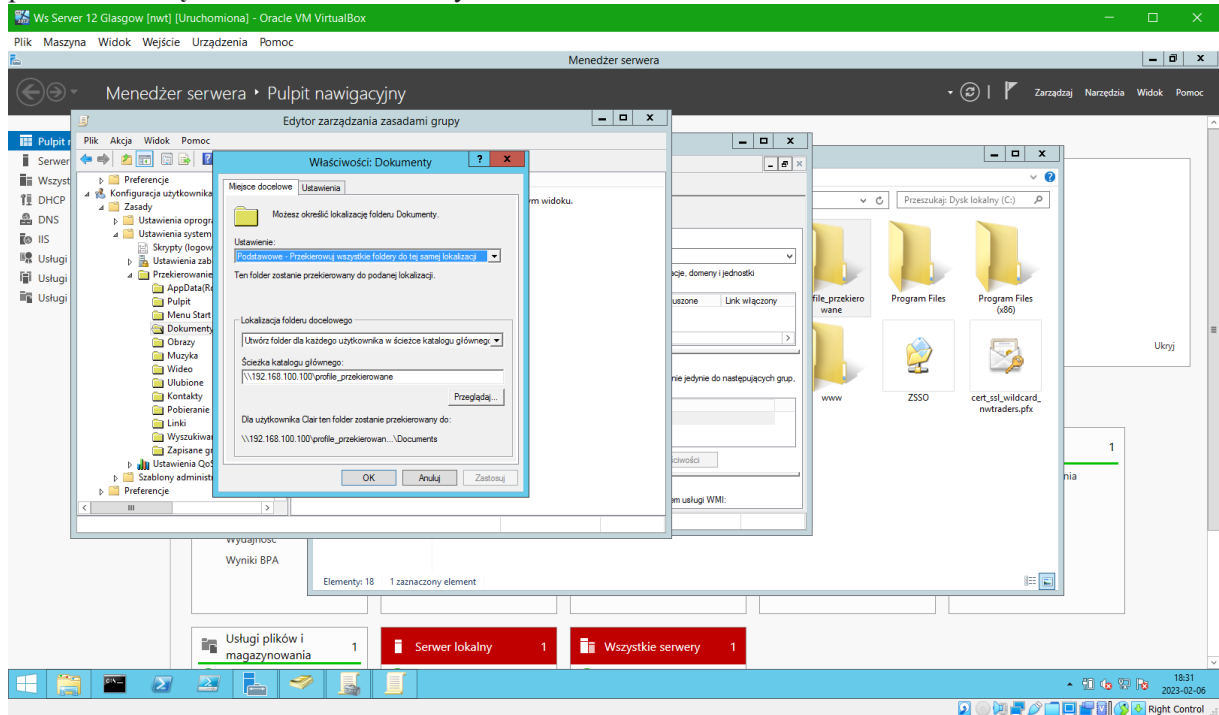 Ws Server 12 Glasgow [nwt] [Uruchomiona] - Oracle VM VirtualBox
Plik Maszyna Widok Wejście Urządzenia Pomoc
Menedżer serwera
Menedżer serwera Pulpit nawigacyjny
Zarządzaj Narzędzia Widok Pomoc
Pulpit
Serwer
Wszyst
DHCP
DNS
IIS
Usługi
Usługi
Usługi
Edytor zarządzania zasadami grupy
Plik Akcja Widok Pomoc
Preferencje
Konfiguracja użytkownika
Zasady
Ustawienia oprogr
Ustawienia system
Skrypty (logow
Ustawienia zab
Przekierowanie
AppData(Ro
Pulpit
Menu Start
Dokumenty
Obrazy
Muzyka
Wideo
Ulubione
Kontakty
Pobieranie
Linki
Wyszukiwa
Zapisane gr
Ustawienia QoS
Szablony administ
Preferencje
Właściwości: Dokumenty
Miejsce docelowe Ustawienia
Możesz określić lokalizację folderu Dokumenty.
Ustawienie:
Podstawowe - Przekierowuj wszystkie foldery do tej samej lokalizacji
Ten folder zostanie przekierowany do podanej lokalizacji.
Lokalizacja folderu docelowego
Utwórz folder dla każdego użytkownika w ścieżce katalogu główneg
Ścieżka katalogu głównego:
\\192.168.100.100\profile_przekierowane
Przeglądaj...
Dla użytkownika Clair ten folder zostanie przekierowany do:
\\192.168.100.100\profile_przekierowan...\Documents
OK Anuluj Zastosuj
ym widoku.
acje, domeny i jednostki
uszone Link włączony
nie jedynie do następujących grup,
ściwości
em usługi WMI:
Przeszukaj: Dysk lokalny (C:)
file_przekiero
wane
Program Files
Program Files
(x86)
www
ZSSO
cert_ssl_wildcard_
nwtraders.pfx
Elementy: 18 1 zaznaczony element
Ukryj
1
nia
Wydajność
Wyniki BPA
Usługi plików i
magazynowania 1
Serwer lokalny 1
Wszystkie serwery 1
18:31
2023-02-06
Right Control